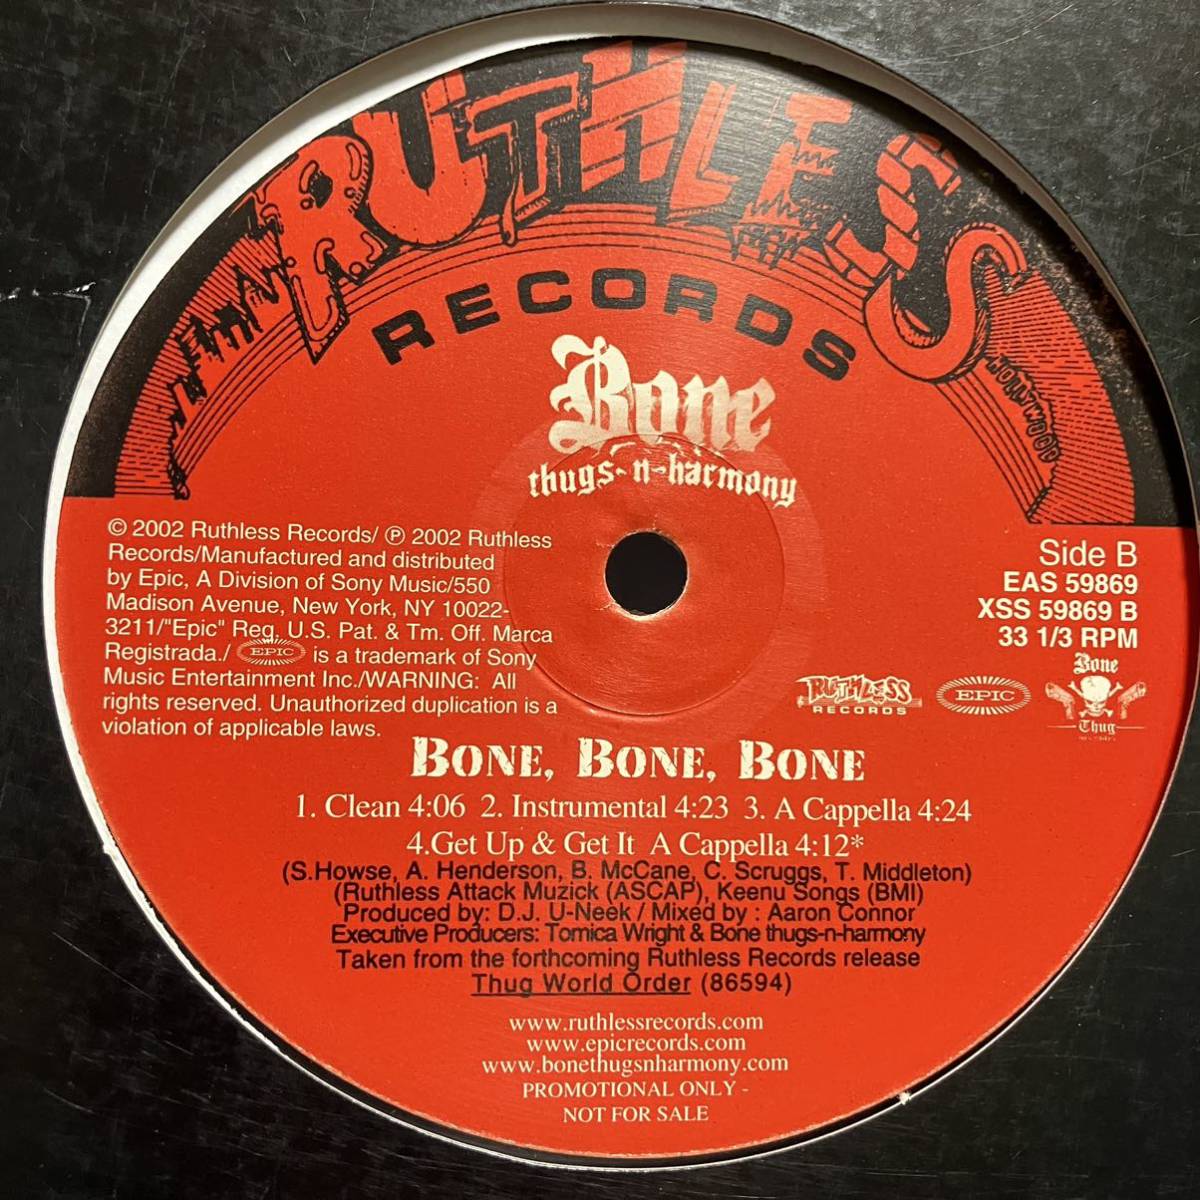 RUTHLESS
RECORDS
Bone
thugs-n-harmony
© 2002 Ruthless Records/ ℗ 2002 Ruthless
Records/Manufactured and distributed
by Epic, A Division of Sony Music/550
Madison Avenue, New York, NY 10022-
3211/"Epic" Reg. U.S. Pat. & Tm. Off. Marca
Registrada./ EPIC is a trademark of Sony
Music Entertainment Inc./WARNING: All
rights reserved. Unauthorized duplication is a
violation of applicable laws.
Side B
EAS 59869
XSS 59869 B
33 1/3 RPM
RUTHLESS
RECORDS
EPIC
Bone
Thug
BONE, BONE, BONE
1. Clean 4:06 2. Instrumental 4:23 3. A Cappella 4:24
4.Get Up & Get It A Cappella 4:12*
(S.Howse, A. Henderson, B. McCane, C. Scruggs, T. Middleton)
(Ruthless Attack Muzick (ASCAP), Keenu Songs (BMI)
Produced by: D.J. U-Neek / Mixed by : Aaron Connor
Executive Producers: Tomica Wright & Bone thugs-n-harmony
Taken from the forthcoming Ruthless Records release
Thug World Order (86594)
www.ruthlessrecords.com
www.epicrecords.com
www.bonethugsnharmony.com
PROMOTIONAL ONLY -
NOT FOR SALE